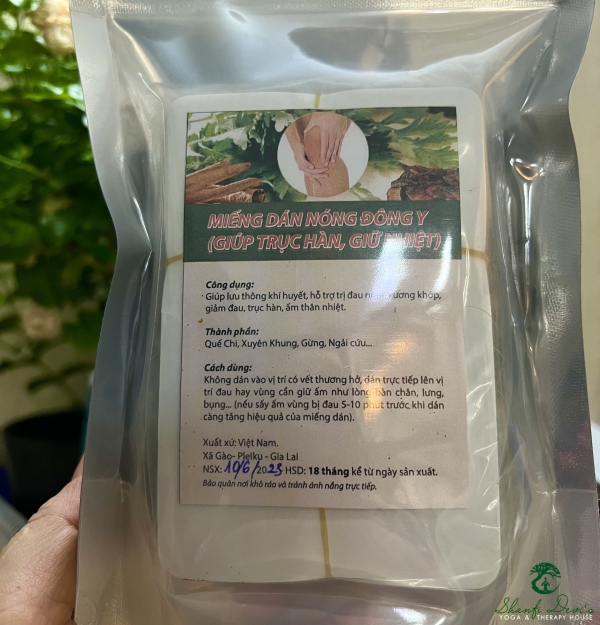 MIẾNG DÁN NÓNG ĐÔNG Y
(GIÚP TRỤC HÀN, GIỮ NHIỆT)
Công dụng:
· Giúp lưu thông khí huyết, hỗ trợ trị đau xương khớp,
giảm đau, trục hàn, ấm thân nhiệt.
Thành phần:
Quế Chi, Xuyên Khung, Gừng, Ngải cứu...
Cách dùng:
Không dán vào vị trí có vết thương hở, dán trực tiếp lên vị
trí đau hay vùng cần giữ ấm như lòng bàn chân, lưng,
bụng... (nếu sấy ấm vùng bị đau 5-10 phút trước khi dán
càng tăng hiệu quả của miếng dán).
Xuất xứ: Việt Nam.
Xã Gào- Pleiku - Gia Lai
NSX: 10/6/2025 HSD: 18 tháng kể từ ngày sản xuất.
Bảo quản nơi khô ráo và tránh ánh nắng trực tiếp.
Shanti Devi's
YOGA & THERAPY HOUSE